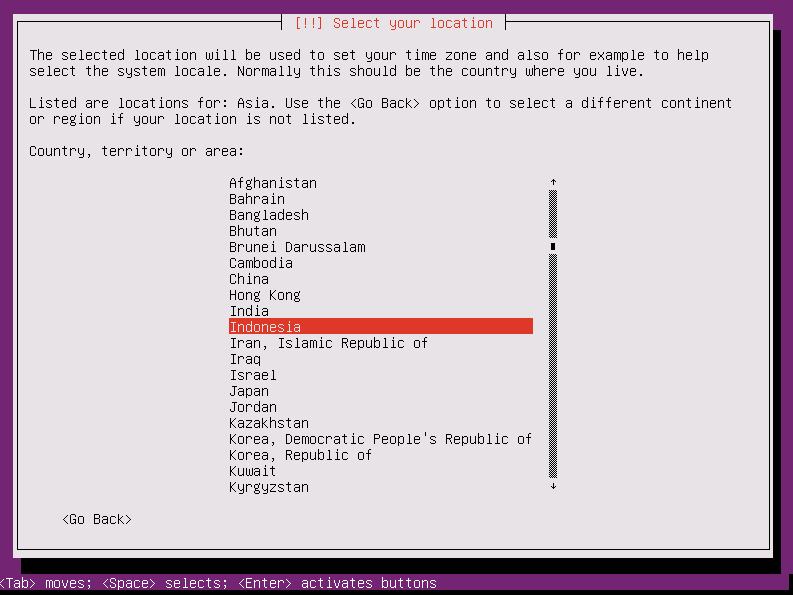 [!!] Select your location
The selected location will be used to set your time zone and also for example to help
select the system locale. Normally this should be the country where you live.
Listed are locations for: Asia. Use the <Go Back> option to select a different continent
or region if your location is not listed.
Country, territory or area:
Afghanistan
Bahrain
Bangladesh
Bhutan
Brunei Darussalam
Cambodia
China
Hong Kong
India
Indonesia
Iran, Islamic Republic of
Iraq
Israel
Japan
Jordan
Kazakhstan
Korea, Democratic People's Republic of
Korea, Republic of
Kuwait
Kyrgyzstan
<Go Back>
<Tab> moves; <Space> selects; <Enter> activates buttons